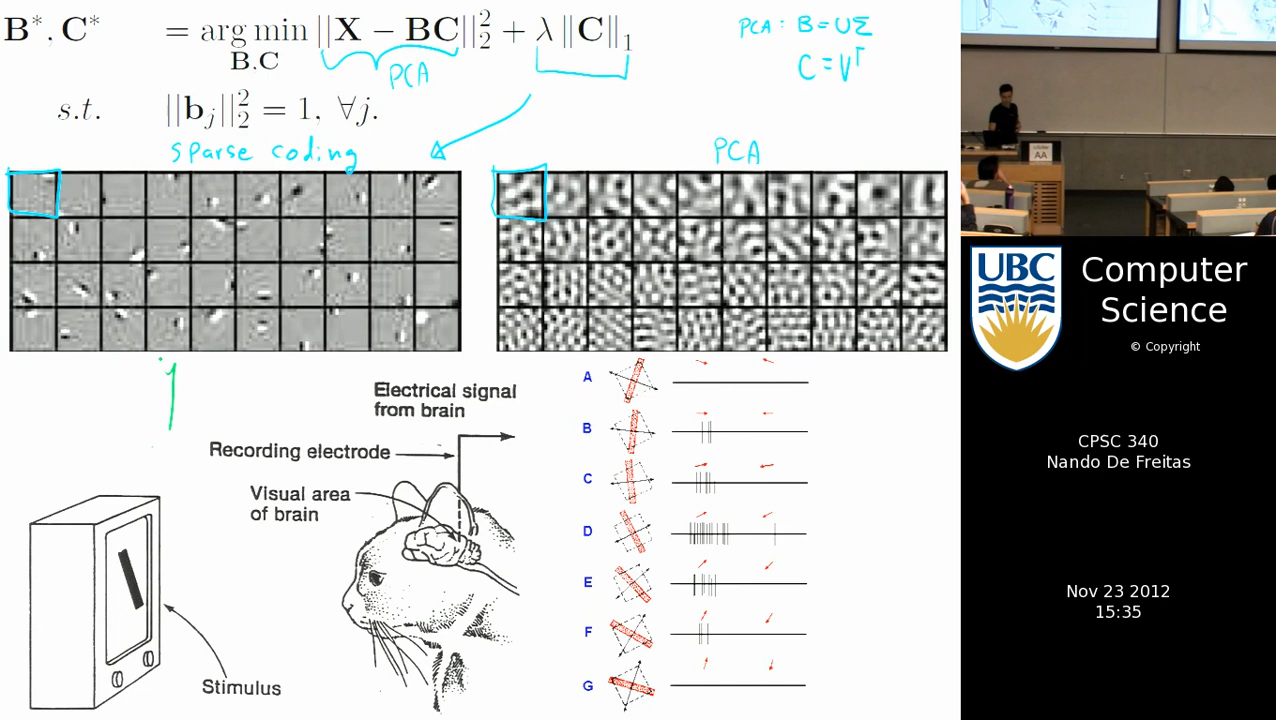 B*, C* = arg min ||X − BC||₂² + λ ||C||₁
B.C
PCA
PCA : B = UΣ
C = Vᵀ
s.t. ||bⱼ||₂² = 1, ∀j.
sparse coding
PCA
Electrical signal
from brain
Recording electrode
Visual area
of brain
Stimulus
A
B
C
D
E
F
G
AA
UBC
Computer
Science
© Copyright
CPSC 340
Nando De Freitas
Nov 23 2012
15:35